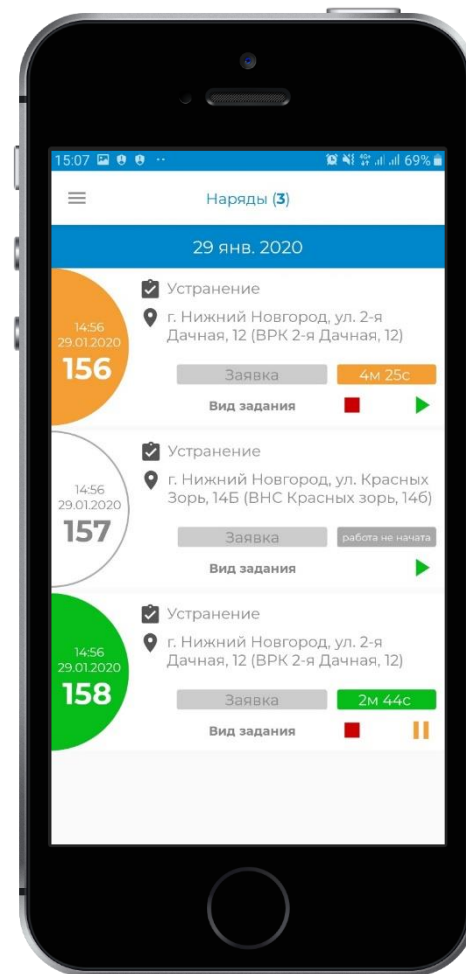 15:07 69%
Наряды (3)
29 янв. 2020
14:56
29.01.2020
156
Устранение
г. Нижний Новгород, ул. 2-я
Дачная, 12 (ВРК 2-я Дачная, 12)
Заявка 4м 25с
Вид задания
14:56
29.01.2020
157
Устранение
г. Нижний Новгород, ул. Красных
Зорь, 14Б (ВНС Красных зорь, 14б)
Заявка работа не начата
Вид задания
14:56
29.01.2020
158
Устранение
г. Нижний Новгород, ул. 2-я
Дачная, 12 (ВРК 2-я Дачная, 12)
Заявка 2м 44с
Вид задания